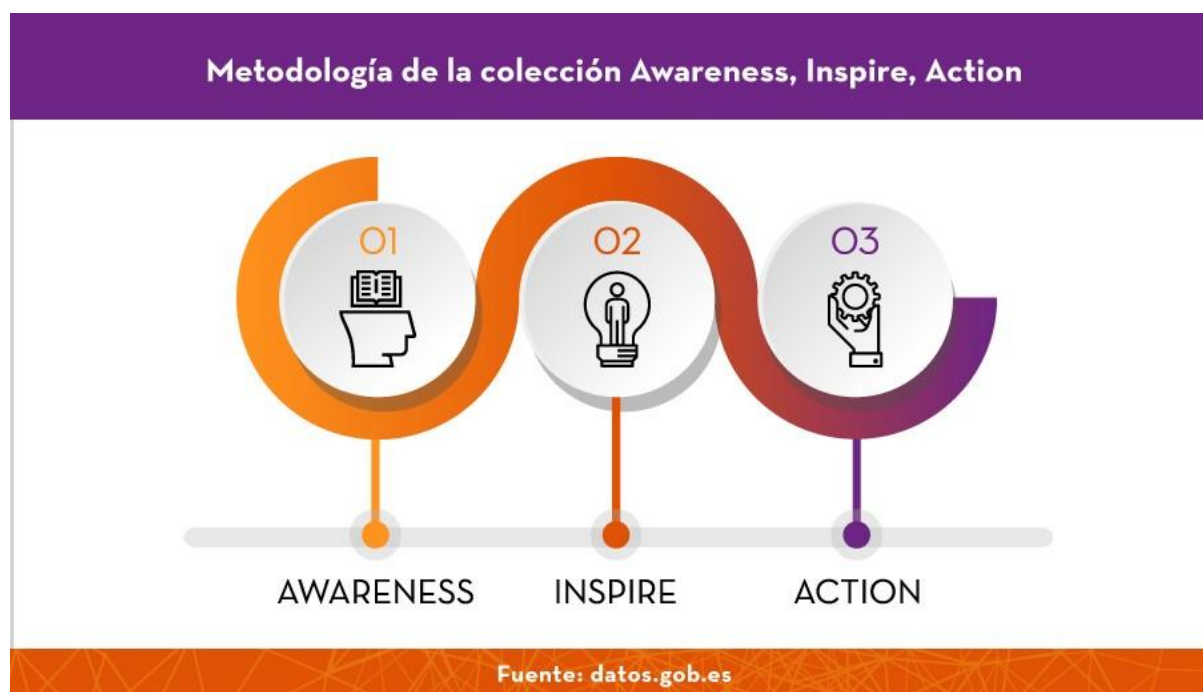 Metodología de la colección Awareness, Inspire, Action
01
02
03
AWARENESS
INSPIRE
ACTION
Fuente: datos.gob.es